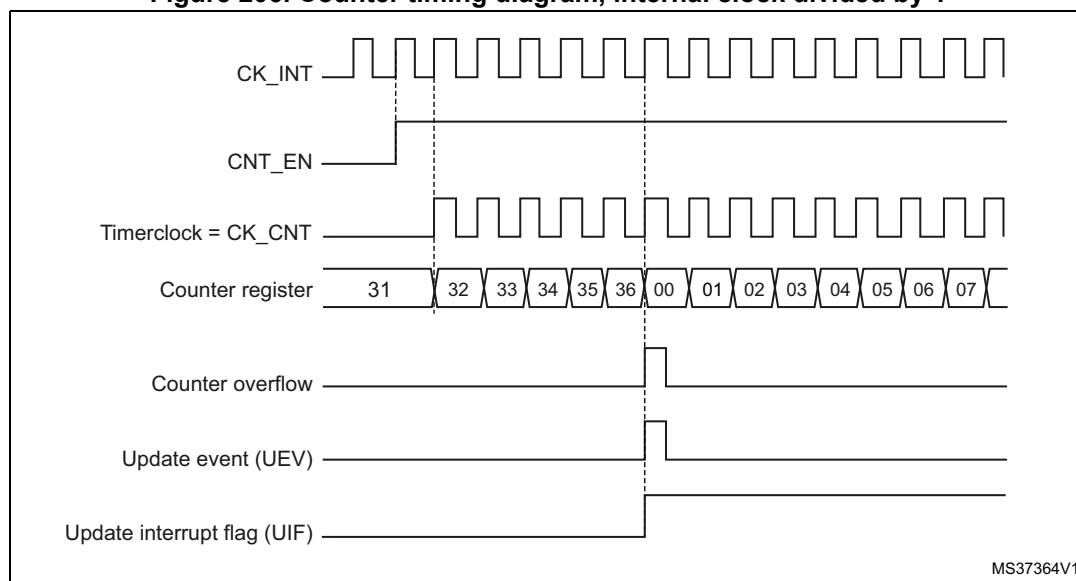 Figure Counter timing diagram, internal clock divided by
CK_INT
CNT_EN
Timerclock = CK_CNT
Counter register 31 32 33 34 35 36 00 01 02 03 04 05 06 07
Counter overflow
Update event (UEV)
Update interrupt flag (UIF)
MS37364V1